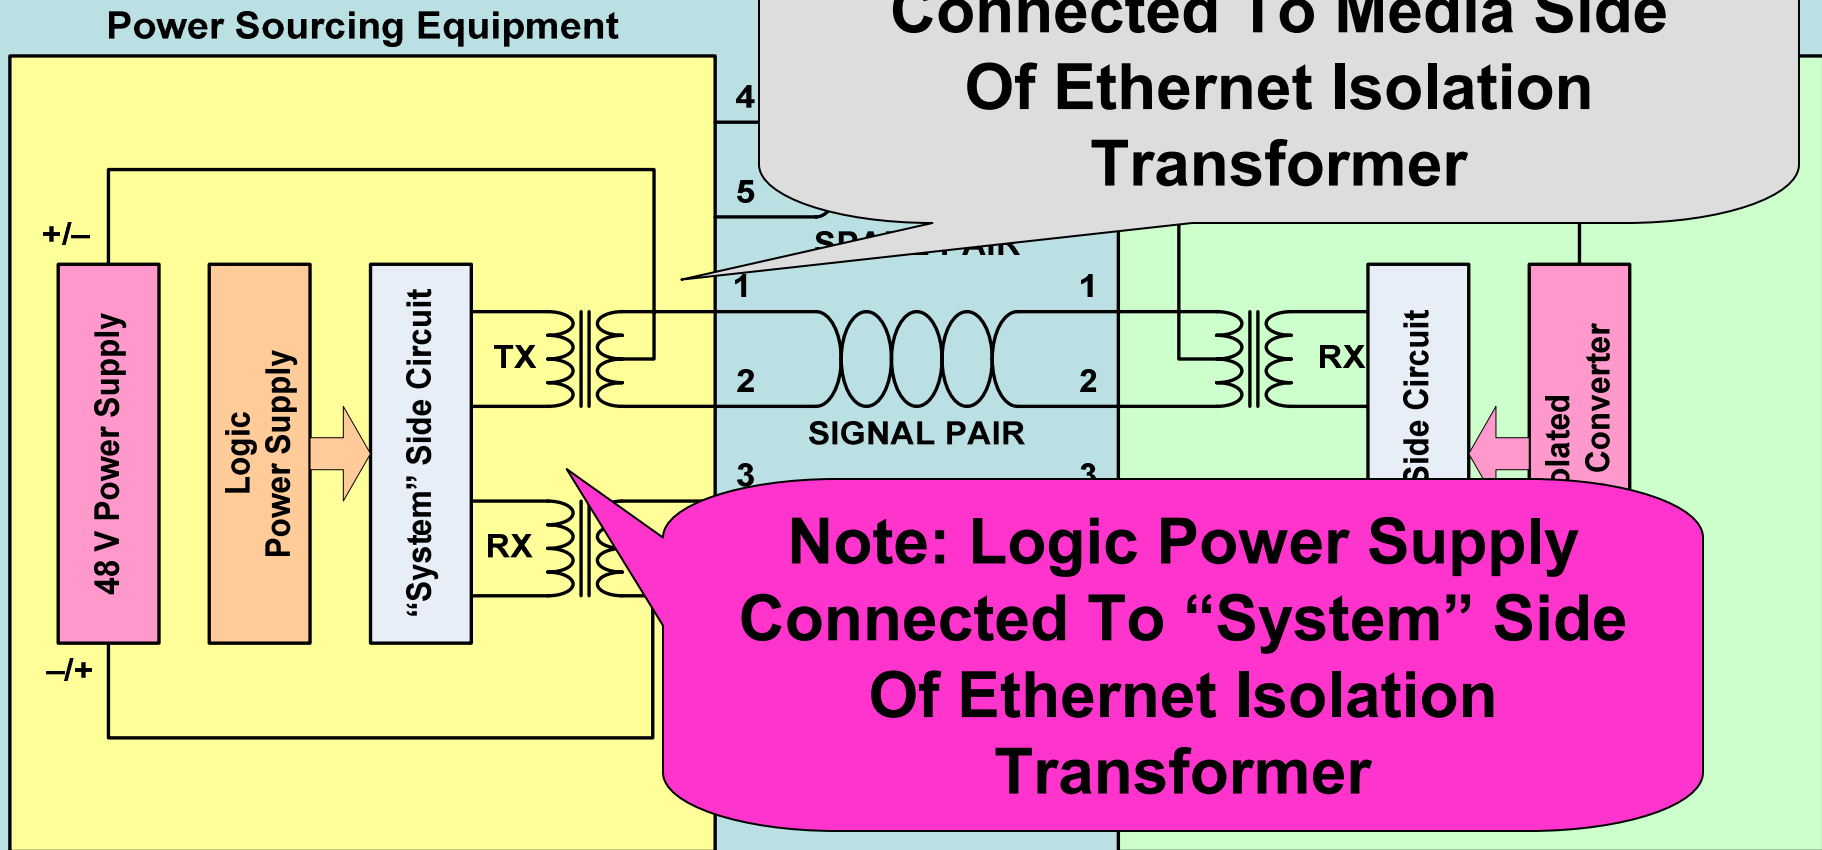 Power Sourcing Equipment
Connected To Media Side
Of Ethernet Isolation
Transformer
4
5
+/–
1
1
TX
RX
2
2
SIGNAL PAIR
3
3
48 V Power Supply
Logic
Power Supply
“System” Side Circuit
Side Circuit
Converter
RX
–/+
Note: Logic Power Supply
Connected To “System” Side
Of Ethernet Isolation
Transformer